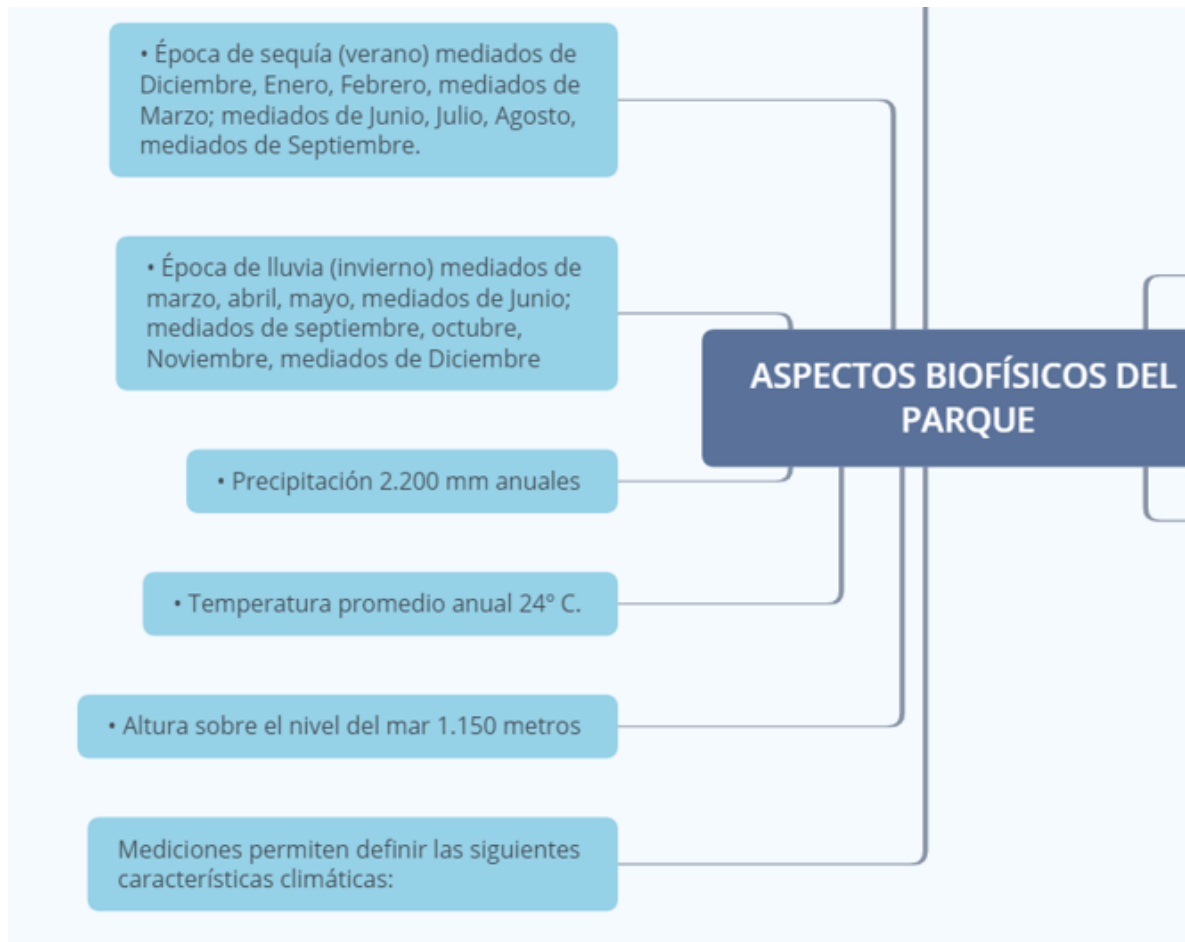 • Época de sequía (verano) mediados de
Diciembre, Enero, Febrero, mediados de
Marzo; mediados de Junio, Julio, Agosto,
mediados de Septiembre.
• Época de lluvia (invierno) mediados de
marzo, abril, mayo, mediados de Junio;
mediados de septiembre, octubre,
Noviembre, mediados de Diciembre
ASPECTOS BIOFÍSICOS DEL
PARQUE
• Precipitación 2.200 mm anuales
• Temperatura promedio anual 24º C.
• Altura sobre el nivel del mar 1.150 metros
Mediciones permiten definir las siguientes
características climáticas: